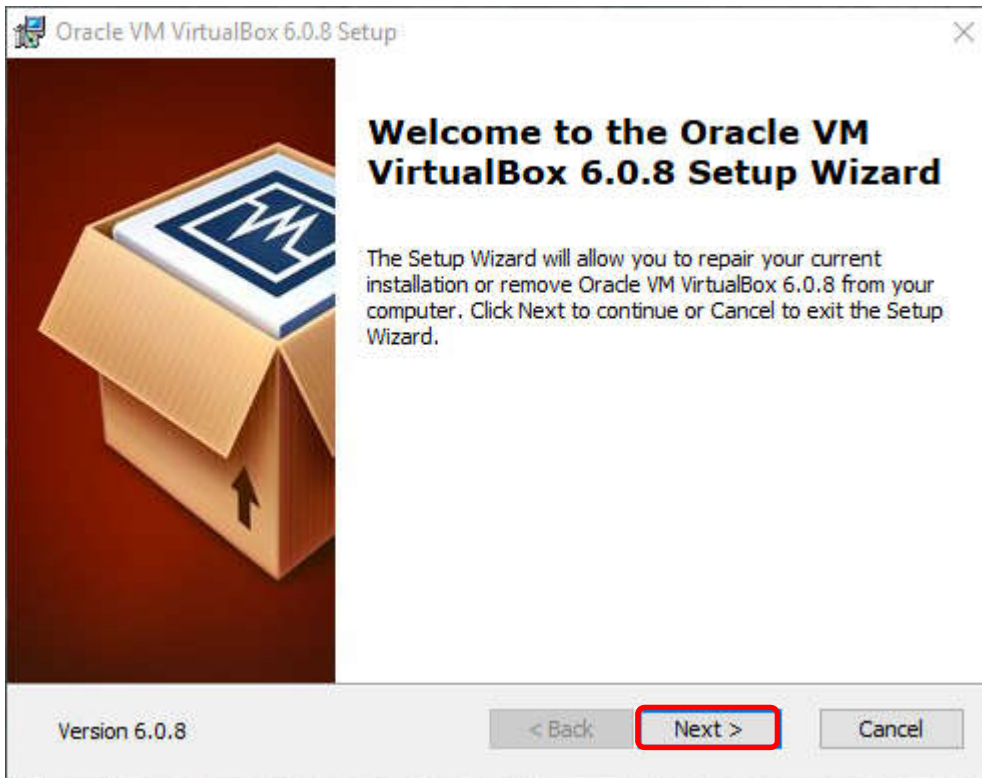 Oracle VM VirtualBox 6.0.8 Setup
Welcome to the Oracle VM
VirtualBox 6.0.8 Setup Wizard
The Setup Wizard will allow you to repair your current
installation or remove Oracle VM VirtualBox 6.0.8 from your
computer. Click Next to continue or Cancel to exit the Setup
Wizard.
Version 6.0.8
< Back
Next >
Cancel